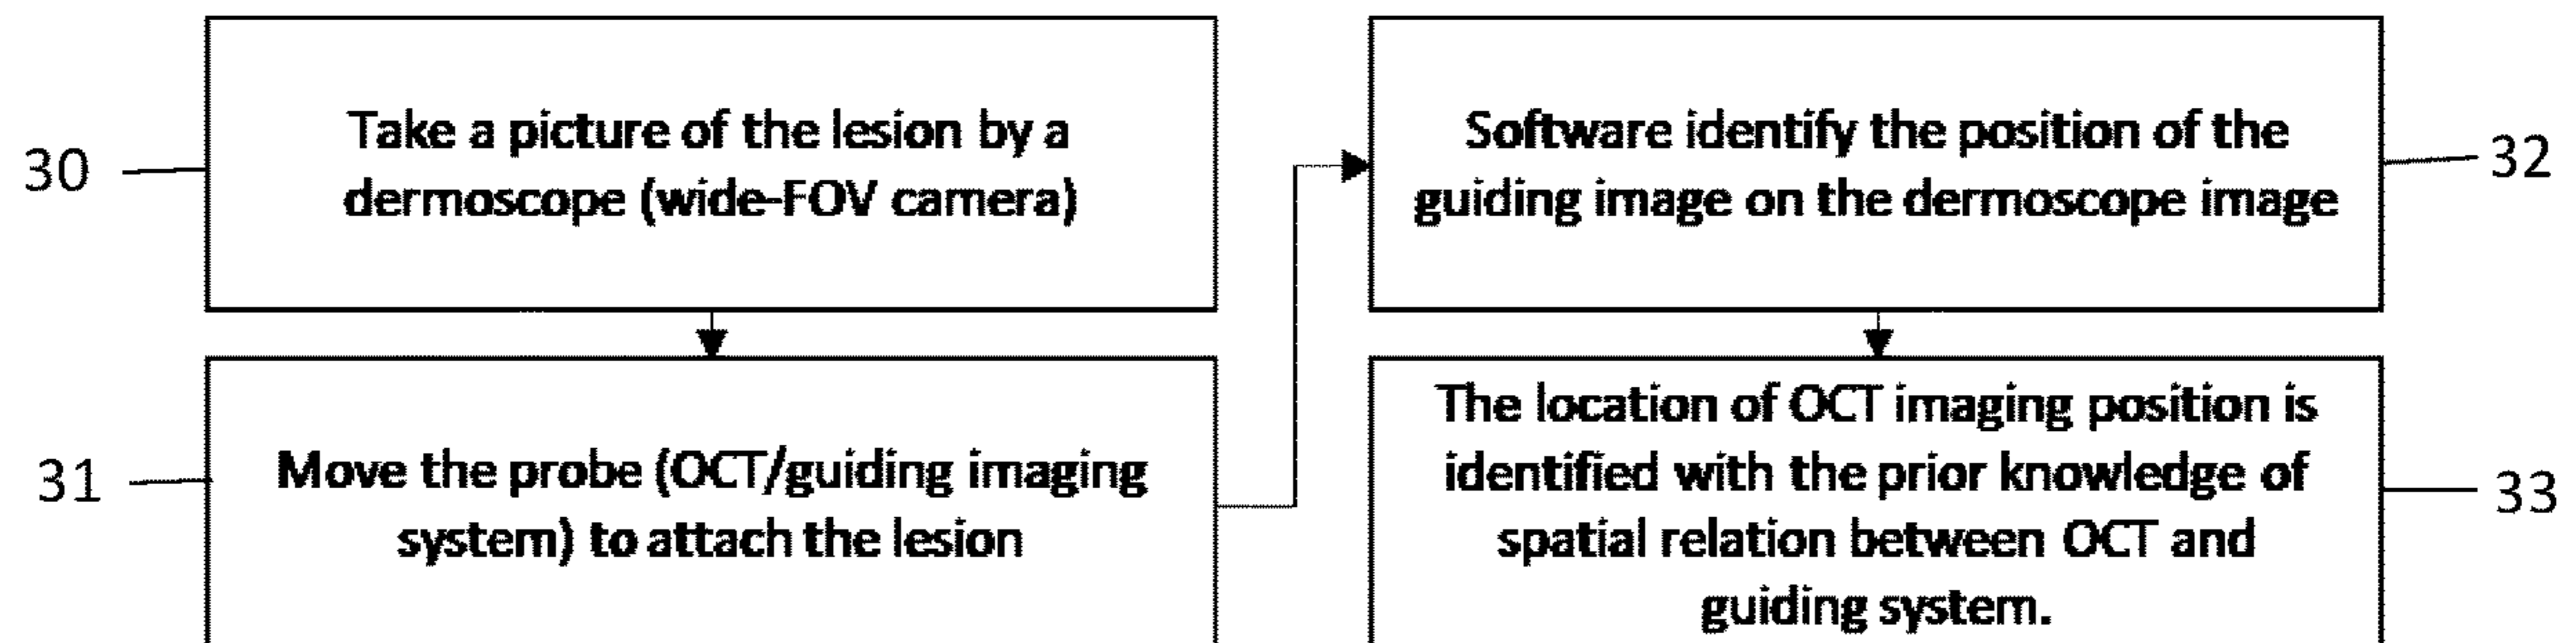 30
Take a picture of the lesion by a
dermoscope (wide-FOV camera)
31
Move the probe (OCT/guiding imaging
system) to attach the lesion
Software identify the position of the
guiding image on the dermoscope image
32
The location of OCT imaging position is
identified with the prior knowledge of
spatial relation between OCT and
guiding system.
33